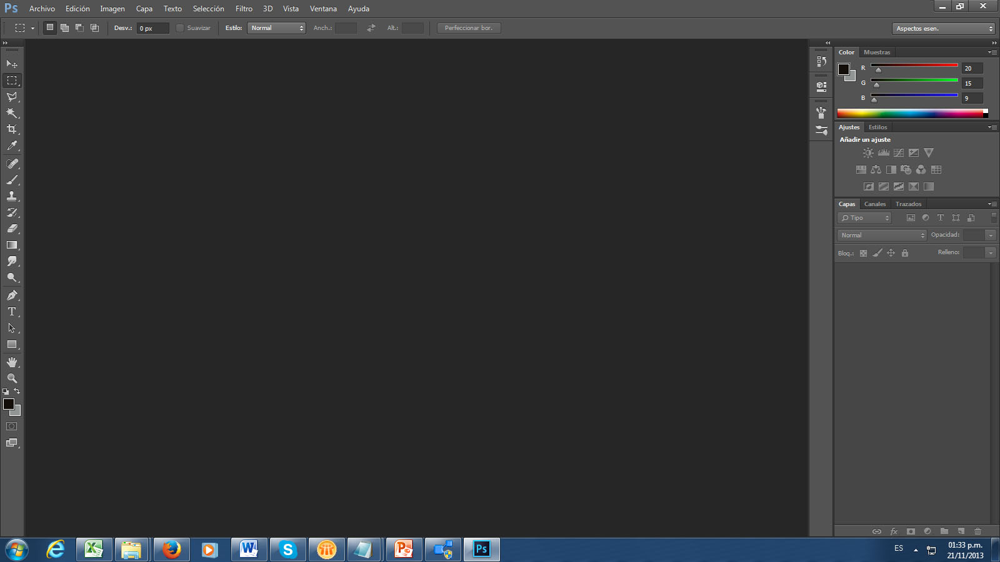 Ps Archivo Edición Imagen Capa Texto Selección Filtro 3D Vista Ventana Ayuda
Desv.: 0 px Suavizar Estilo: Normal Anch.: Alt.: Perfeccionar bor. Aspectos esen.
Color Muestras
R 20
G 15
B 9
Ajustes Estilos
Añadir un ajuste
Capas Canales Trazados
Tipo
Normal Opacidad:
Bloq.: Relleno:
ES 01:33 p.m.
21/11/2013